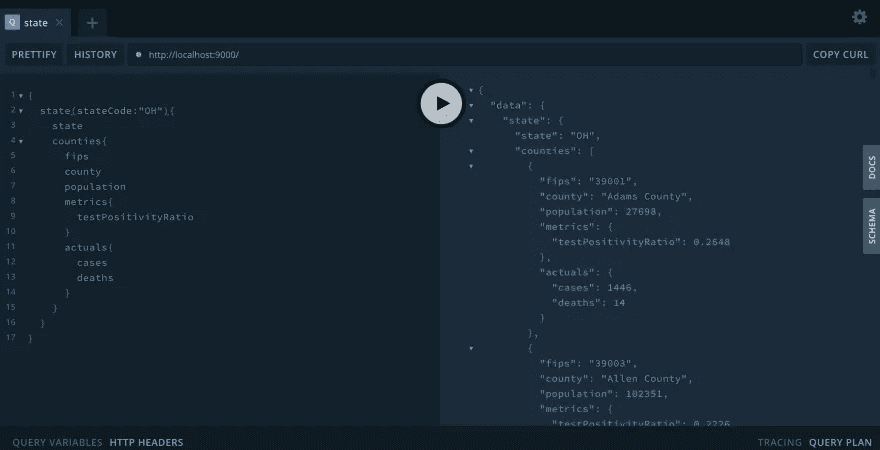 Q state × +
PRETTIFY HISTORY http://localhost:9000/ COPY CURL
1 {
2 state(stateCode:"OH"){
3 state
4 counties{
5 fips
6 county
7 population
8 metrics{
9 testPositivityRatio
10 }
11 actuals{
12 cases
13 deaths
14 }
15 }
16 }
17 }
{
"data": {
"state": {
"state": "OH",
"counties": [
{
"fips": "39001",
"county": "Adams County",
"population": 27698,
"metrics": {
"testPositivityRatio": 0.2648
},
"actuals": {
"cases": 1446,
"deaths": 14
}
},
{
"fips": "39003",
"county": "Allen County",
"population": 102351,
"metrics": {
"testPositivityRatio": 0.2226
DOCS
SCHEMA
QUERY VARIABLES HTTP HEADERS
TRACING QUERY PLAN